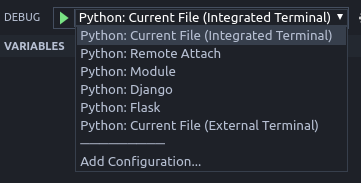 DEBUG Python: Current File (Integrated Terminal)
VARIABLES
Python: Current File (Integrated Terminal)
Python: Remote Attach
Python: Module
Python: Django
Python: Flask
Python: Current File (External Terminal)
Add Configuration...